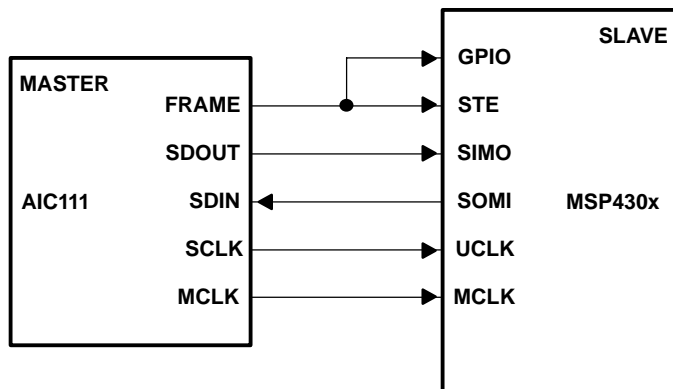 SLAVE
GPIO
MASTER
FRAME
STE
SDOUT
SIMO
AIC111
SDIN
SOMI
MSP430x
SCLK
UCLK
MCLK
MCLK